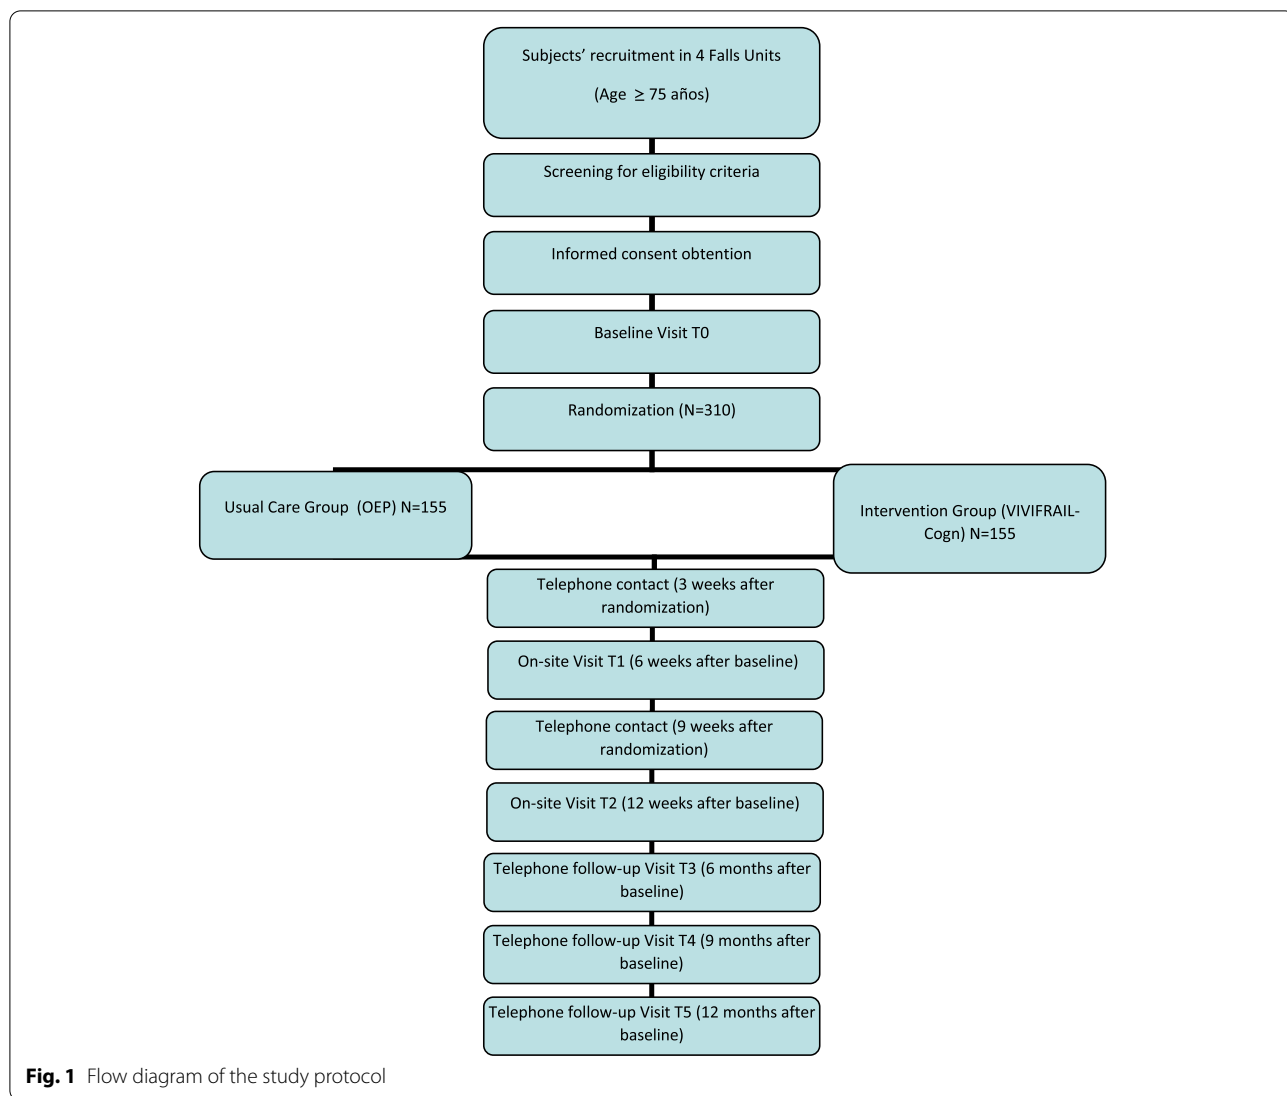 Subjects’ recruitment in 4 Falls Units
(Age ≥ 75 años)
Screening for eligibility criteria
Informed consent obtention
Baseline Visit T0
Randomization (N=310)
Usual Care Group (OEP) N=155
Intervention Group (VIVIFRAIL-
Cogn) N=155
Telephone contact (3 weeks after
randomization)
On-site Visit T1 (6 weeks after baseline)
Telephone contact (9 weeks after
randomization)
On-site Visit T2 (12 weeks after baseline)
Telephone follow-up Visit T3 (6 months after
baseline)
Telephone follow-up Visit T4 (9 months after
baseline)
Telephone follow-up Visit T5 (12 months after
baseline)
Fig. 1 Flow diagram of the study protocol